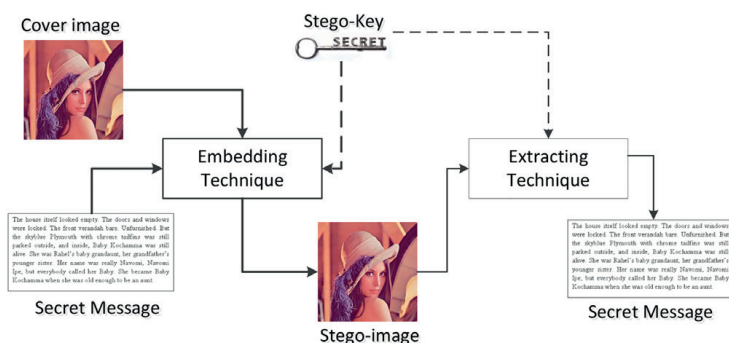 Cover image
Stego-Key
SECRET
Embedding
Technique
Extracting
Technique
The house itself looked empty. The doors and windows
were locked. The front verandah bare. Unfurnished. But
the skyblue Plymouth with chrome tailfins was still
parked outside, and inside, Baby Kochamma was still
alive. She was Rahel's baby grandaunt, her grandfather's
younger sister. Her name was really Navomi, Navomi
Ipe, but everybody called her Baby. She became Baby
Kochamma when she was old enough to be an aunt.
Secret Message
Stego-image
The house itself looked empty. The doors and windows
were locked. The front verandah bare. Unfurnished. But
the skyblue Plymouth with chrome tailfins was still
parked outside, and inside, Baby Kochamma was still
alive. She was Rahel's baby grandaunt, her grandfather's
younger sister. Her name was really Navomi, Navomi
Ipe, but everybody called her Baby. She became Baby
Kochamma when she was old enough to be an aunt.
Secret Message